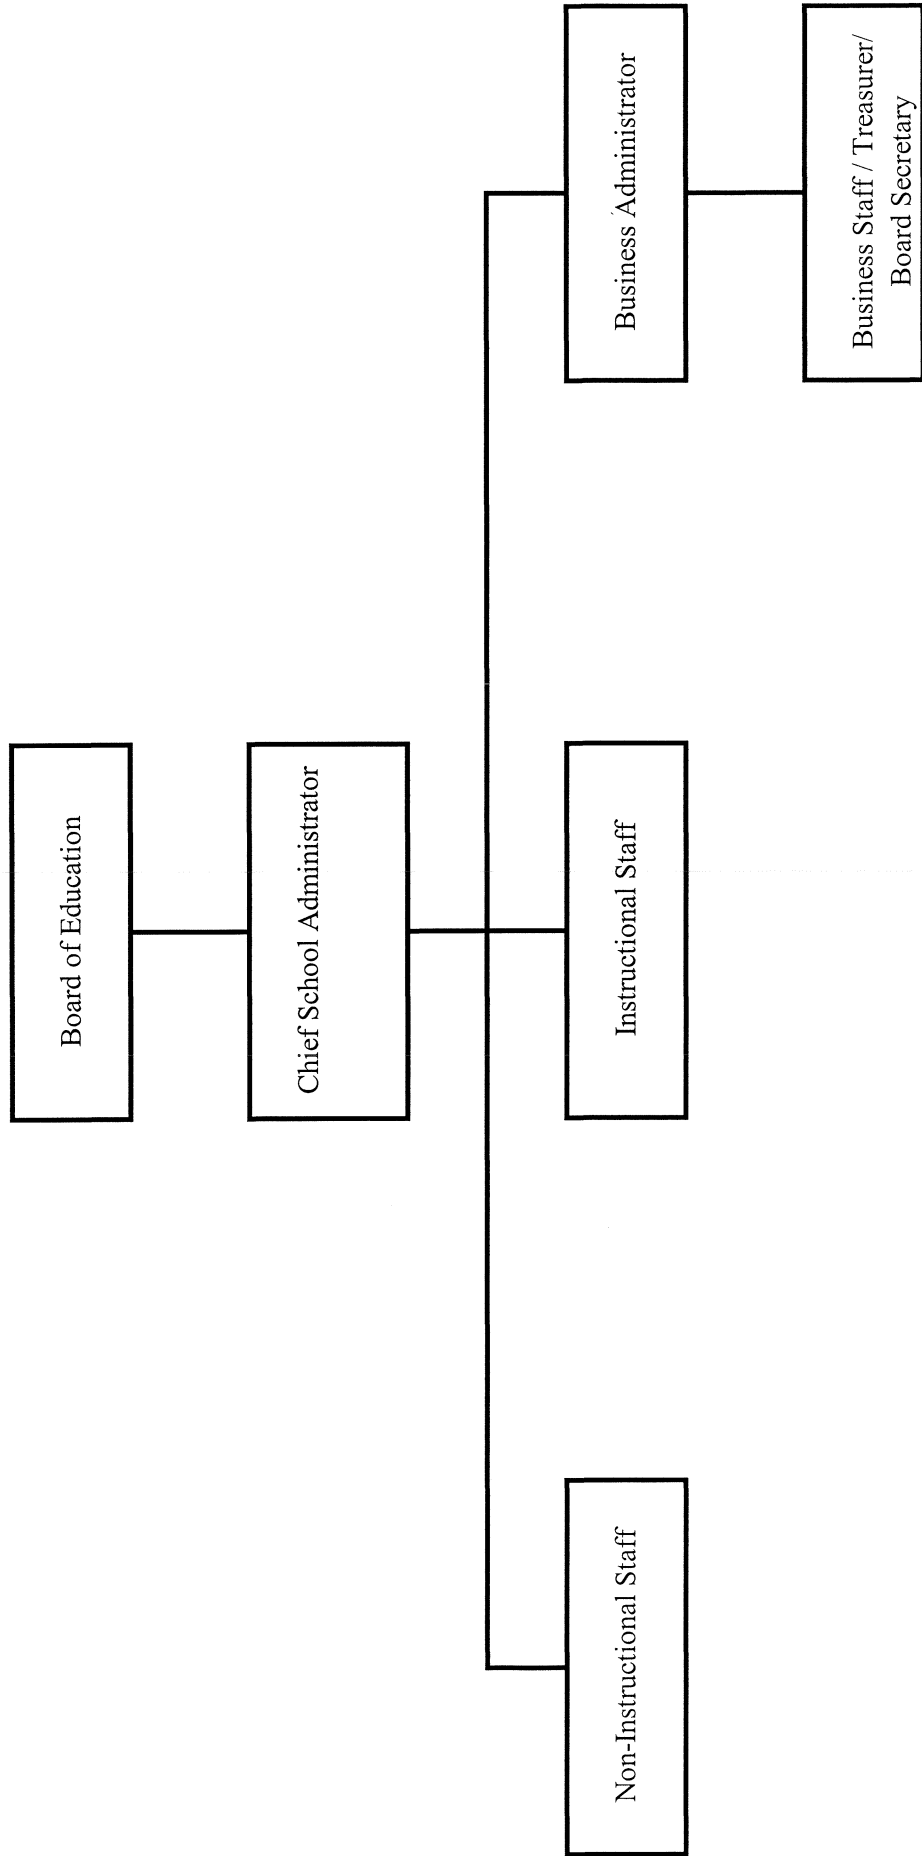 Board of Education
Chief School Administrator
Non-Instructional Staff
Instructional Staff
Business Administrator
Business Staff / Treasurer/
Board Secretary